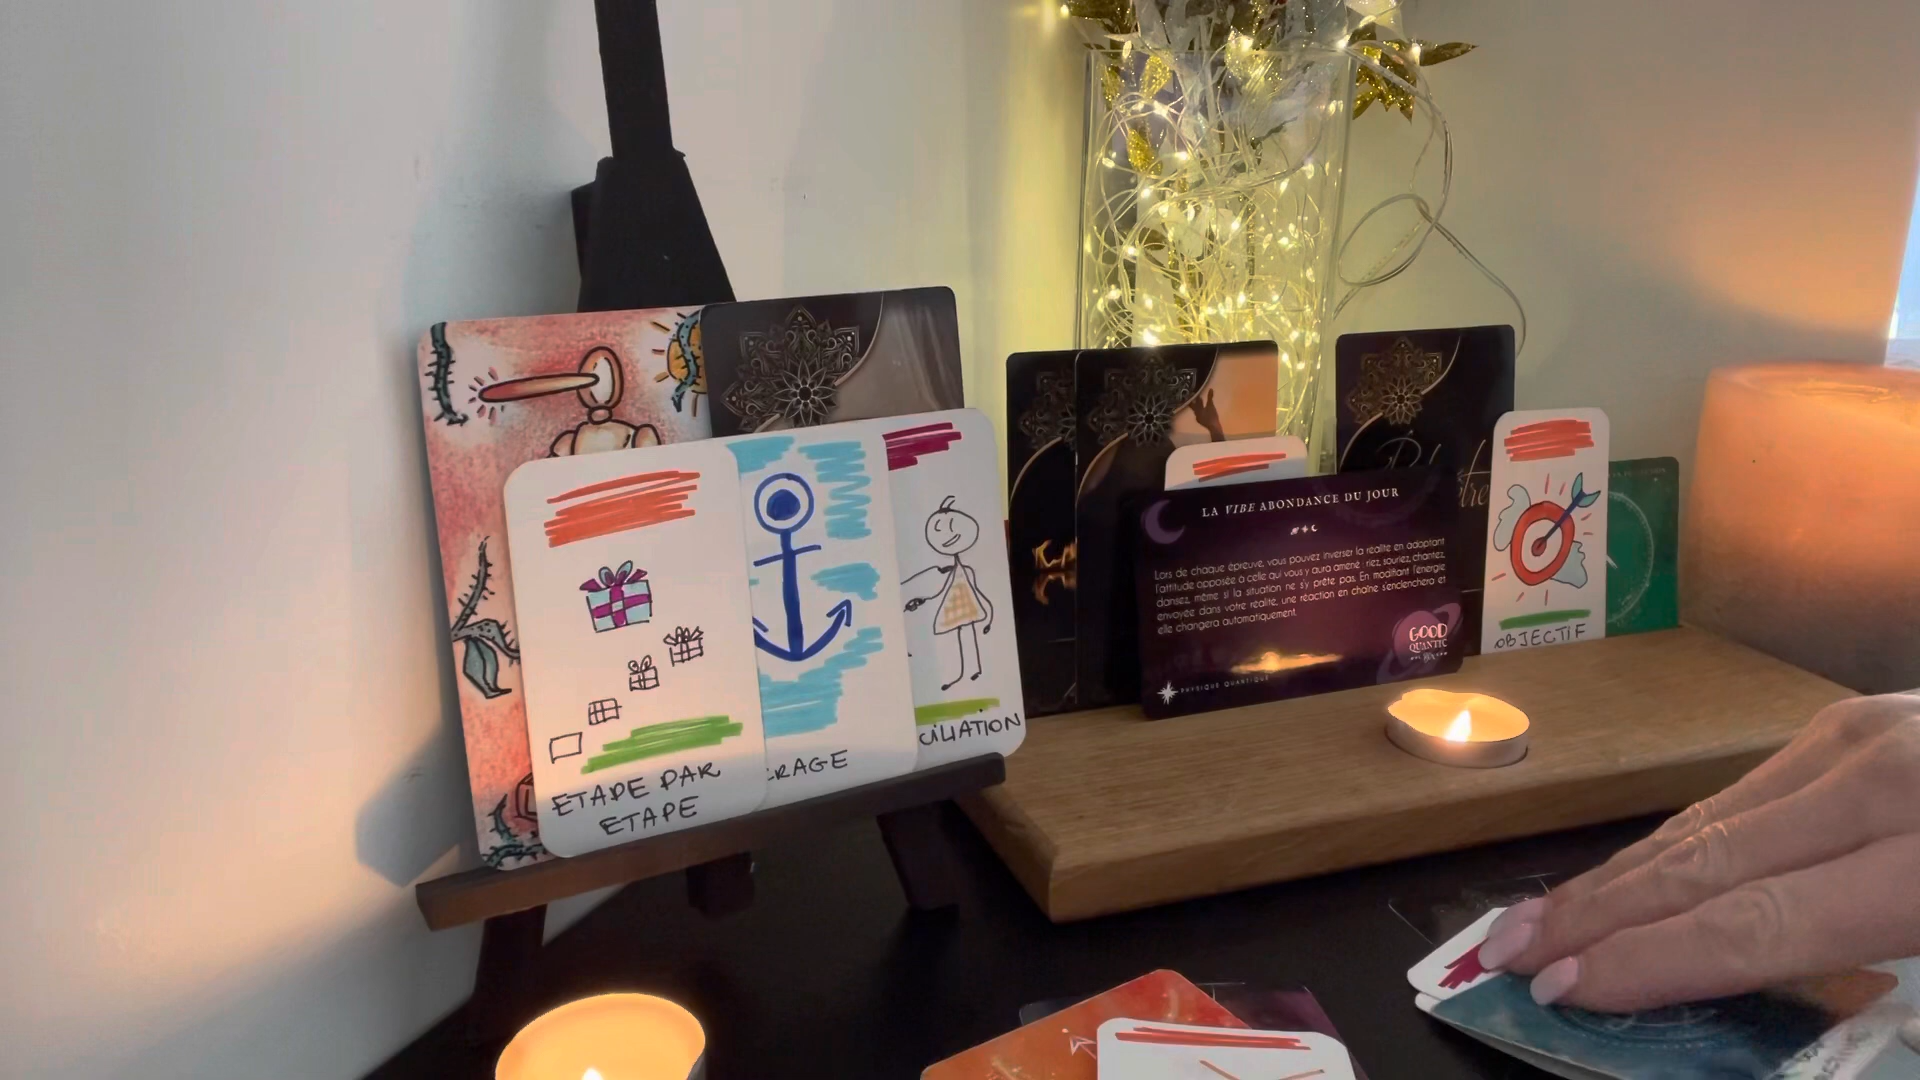 ETAPE PAR
ETAPE
CRAGE
CILIATION
LA VIBE ABONDANCE DU JOUR
Lors de chaque épreuve, vous pouvez inverser la réalité en adoptant
l'attitude opposée à celle qui vous y aura amené : riez, souriez, chantez,
dansez, même si la situation ne s'y prête pas. En modifiant l'énergie
envoyée dans votre réalité, une réaction en chaîne s'enclenchera et
elle changera automatiquement.
GOOD
QUANTIC
PHYSIQUE QUANTIQUE
OBJECTIF